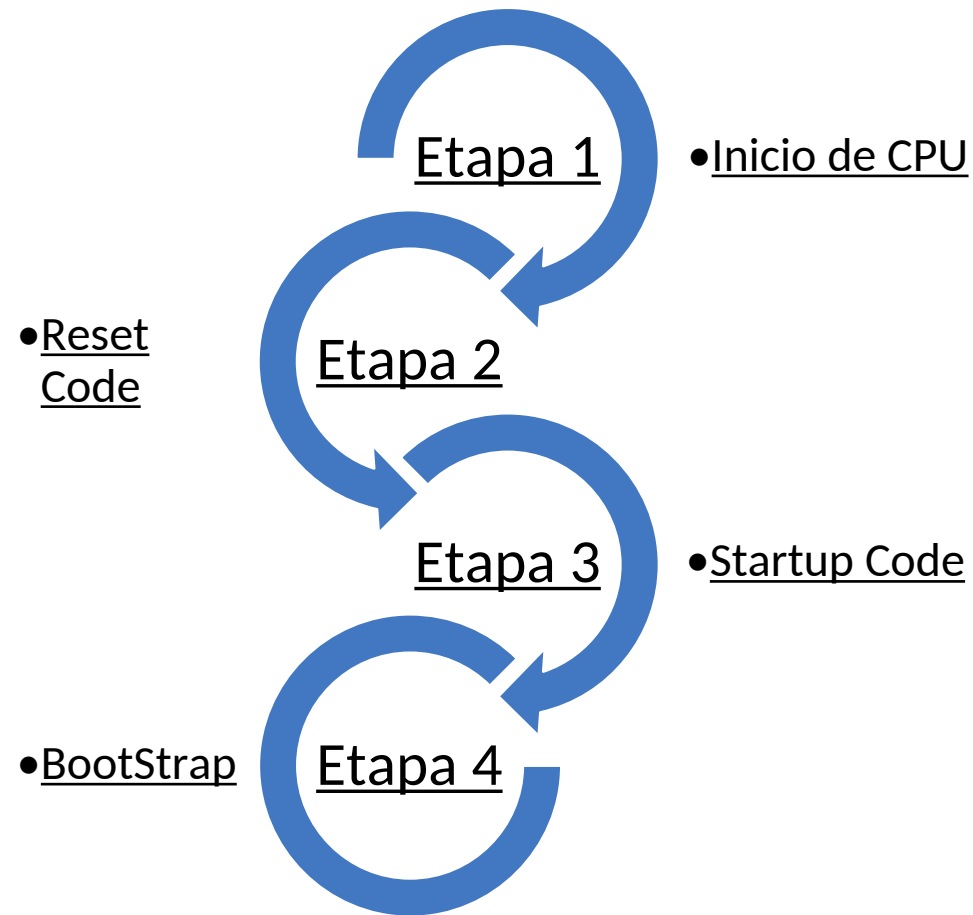 Etapa 1
•Inicio de CPU
•Reset
Code
Etapa 2
Etapa 3
•Startup Code
•BootStrap
Etapa 4